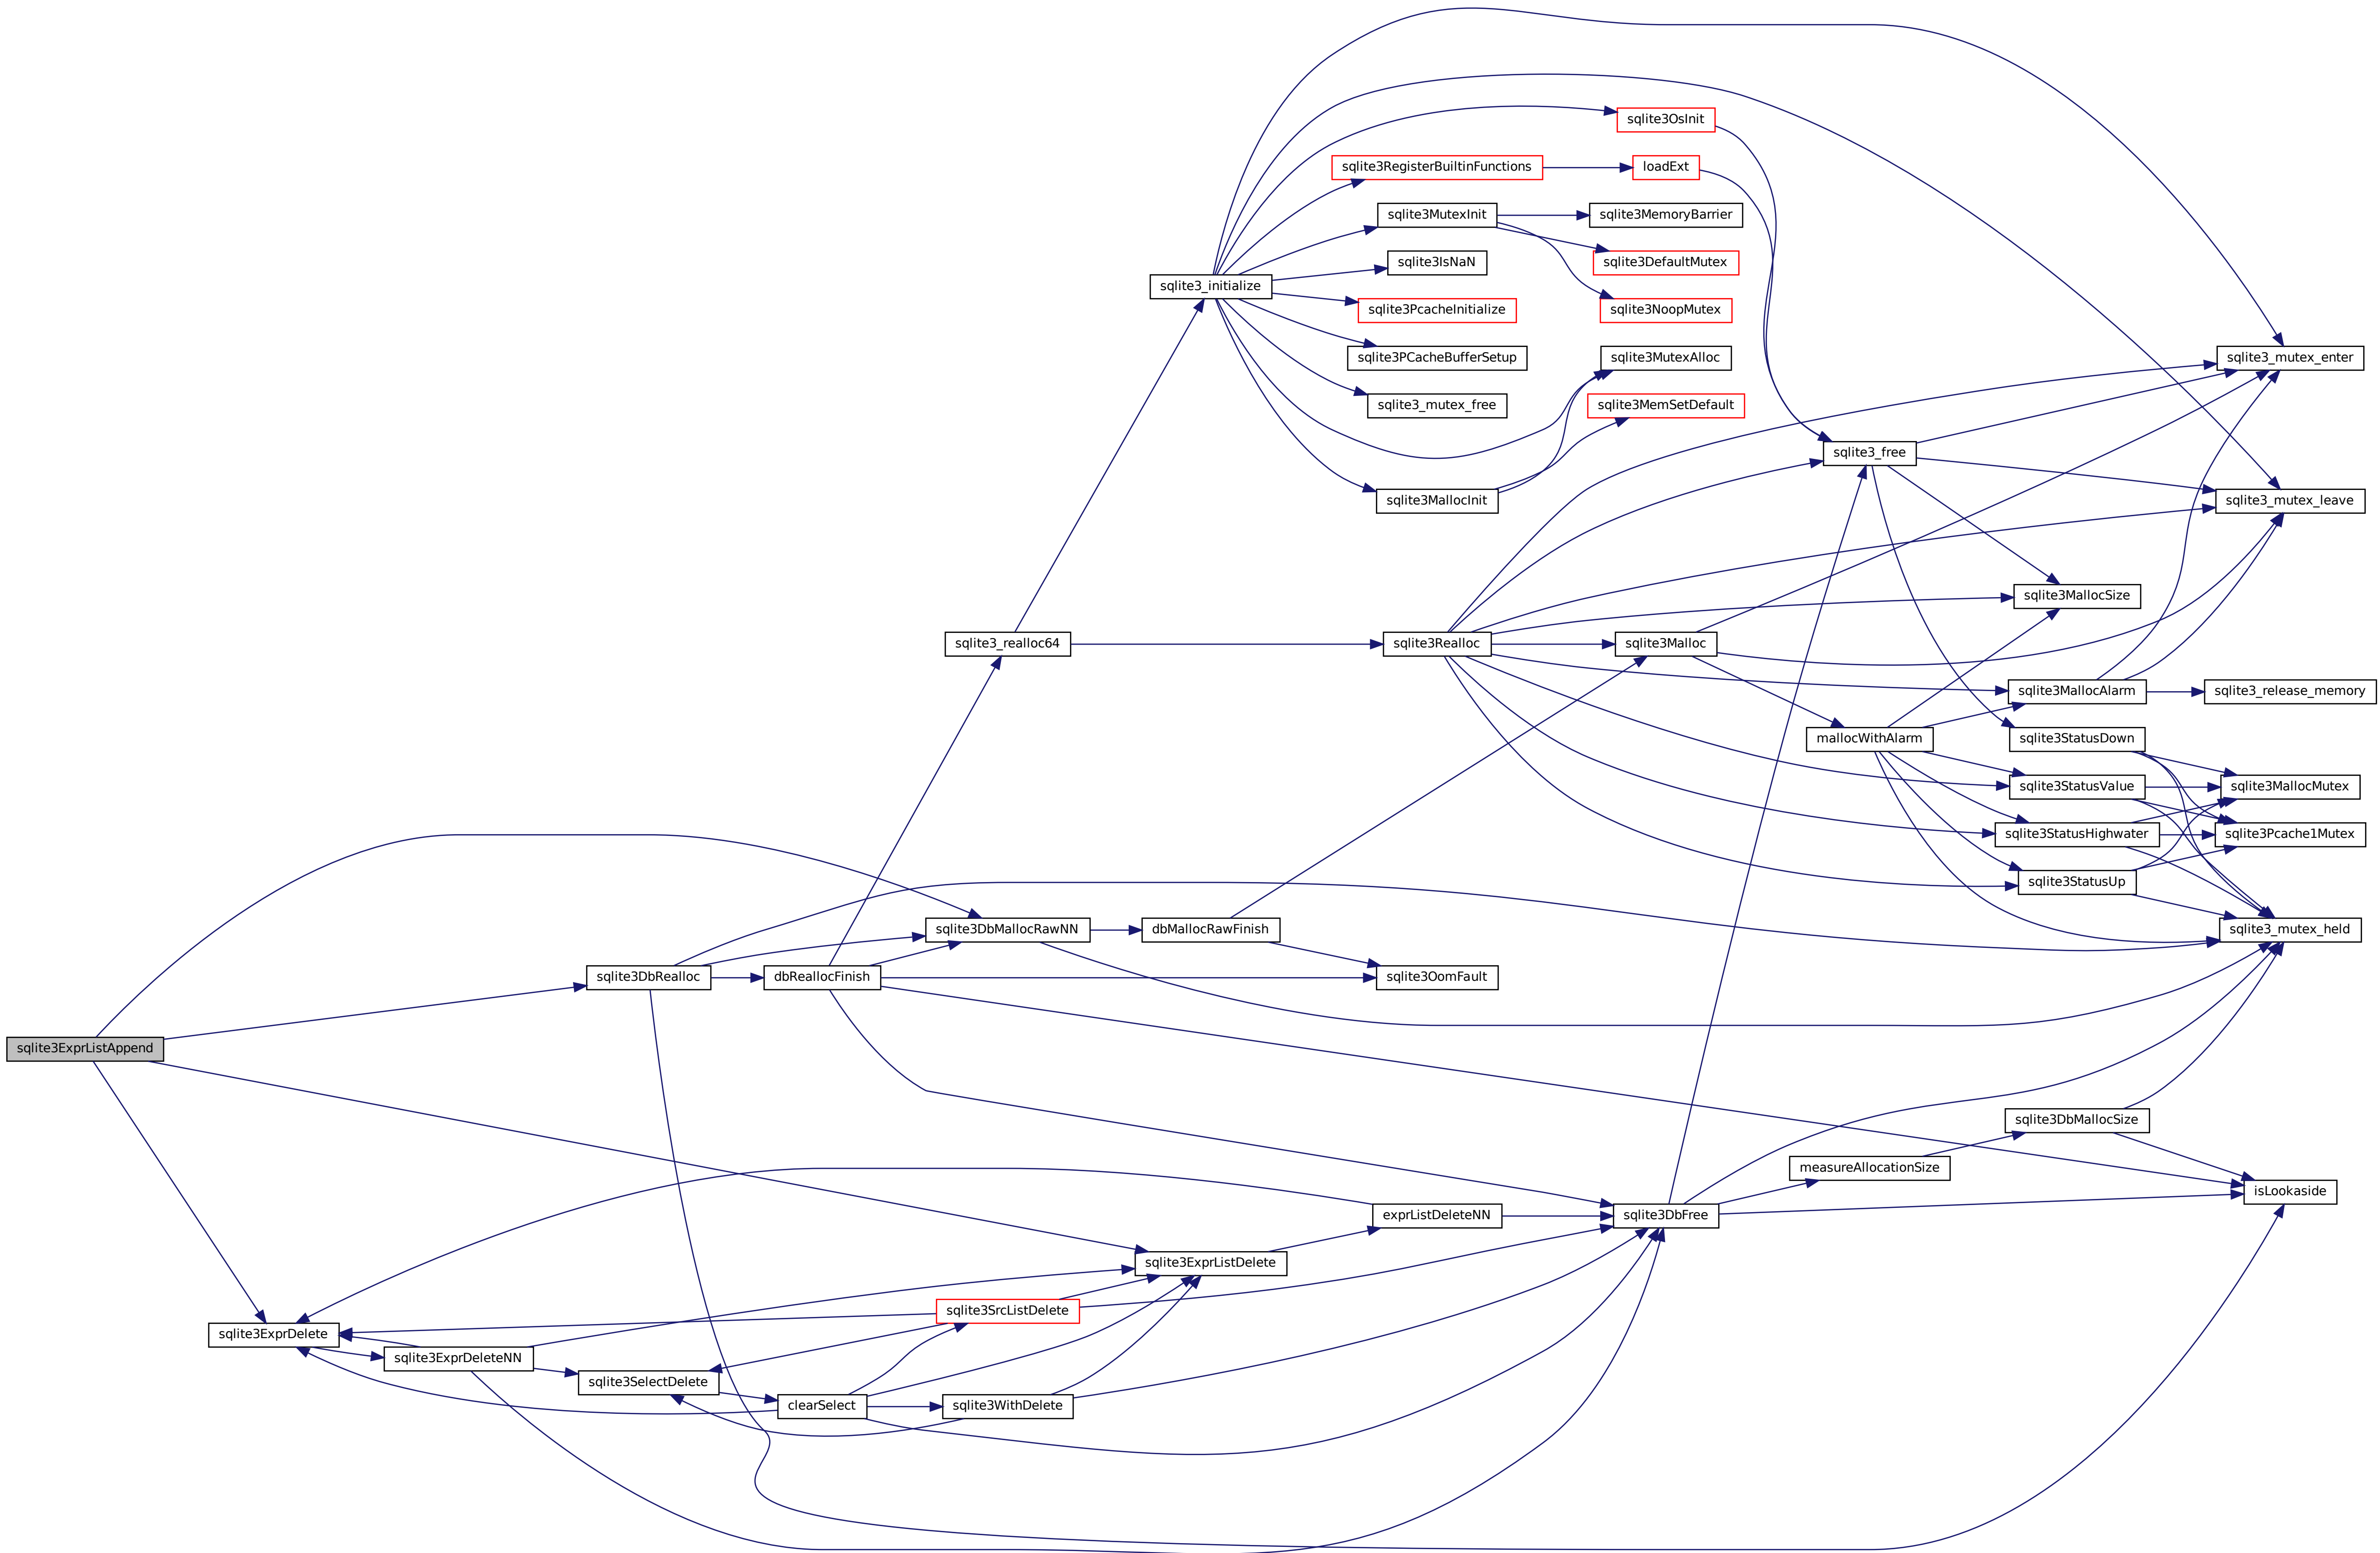 sqlite3OsInit
sqlite3RegisterBuiltinFunctions
loadExt
sqlite3MutexInit
sqlite3MemoryBarrier
sqlite3IsNaN
sqlite3DefaultMutex
sqlite3_initialize
sqlite3PcacheInitialize
sqlite3NoopMutex
sqlite3PCacheBufferSetup
sqlite3MutexAlloc
sqlite3_mutex_enter
sqlite3_mutex_free
sqlite3MemSetDefault
sqlite3_free
sqlite3MallocInit
sqlite3_mutex_leave
sqlite3MallocSize
sqlite3_realloc64
sqlite3Realloc
sqlite3Malloc
sqlite3MallocAlarm
sqlite3_release_memory
mallocWithAlarm
sqlite3StatusDown
sqlite3StatusValue
sqlite3MallocMutex
sqlite3StatusHighwater
sqlite3Pcache1Mutex
sqlite3StatusUp
sqlite3DbMallocRawNN
dbMallocRawFinish
sqlite3_mutex_held
sqlite3DbRealloc
dbReallocFinish
sqlite3OomFault
sqlite3ExprListAppend
sqlite3DbMallocSize
measureAllocationSize
isLookaside
exprListDeleteNN
sqlite3DbFree
sqlite3ExprListDelete
sqlite3SrcListDelete
sqlite3ExprDelete
sqlite3ExprDeleteNN
sqlite3SelectDelete
clearSelect
sqlite3WithDelete